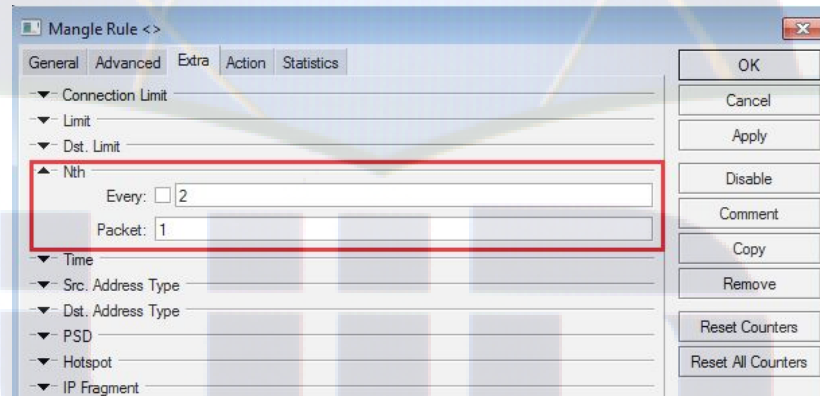 Mangle Rule <>
General Advanced Extra Action Statistics
Connection Limit
Limit
Dst. Limit
Nth
Every: 2
Packet: 1
Time
Src. Address Type
Dst. Address Type
PSD
Hotspot
IP Fragment
OK
Cancel
Apply
Disable
Comment
Copy
Remove
Reset Counters
Reset All Counters